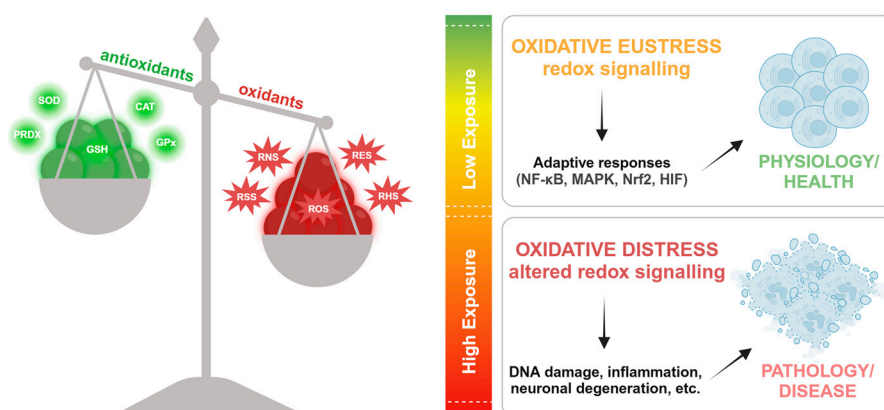 antioxidants
oxidants
SOD
CAT
PRDX
GPx
GSH
RNS
RES
RSS
RHS
ROS
Low Exposure
High Exposure
OXIDATIVE EUSTRESS
redox signalling
Adaptive responses
(NF-κB, MAPK, Nrf2, HIF)
PHYSIOLOGY/
HEALTH
OXIDATIVE DISTRESS
altered redox signalling
DNA damage, inflammation,
neuronal degeneration, etc.
PATHOLOGY/
DISEASE